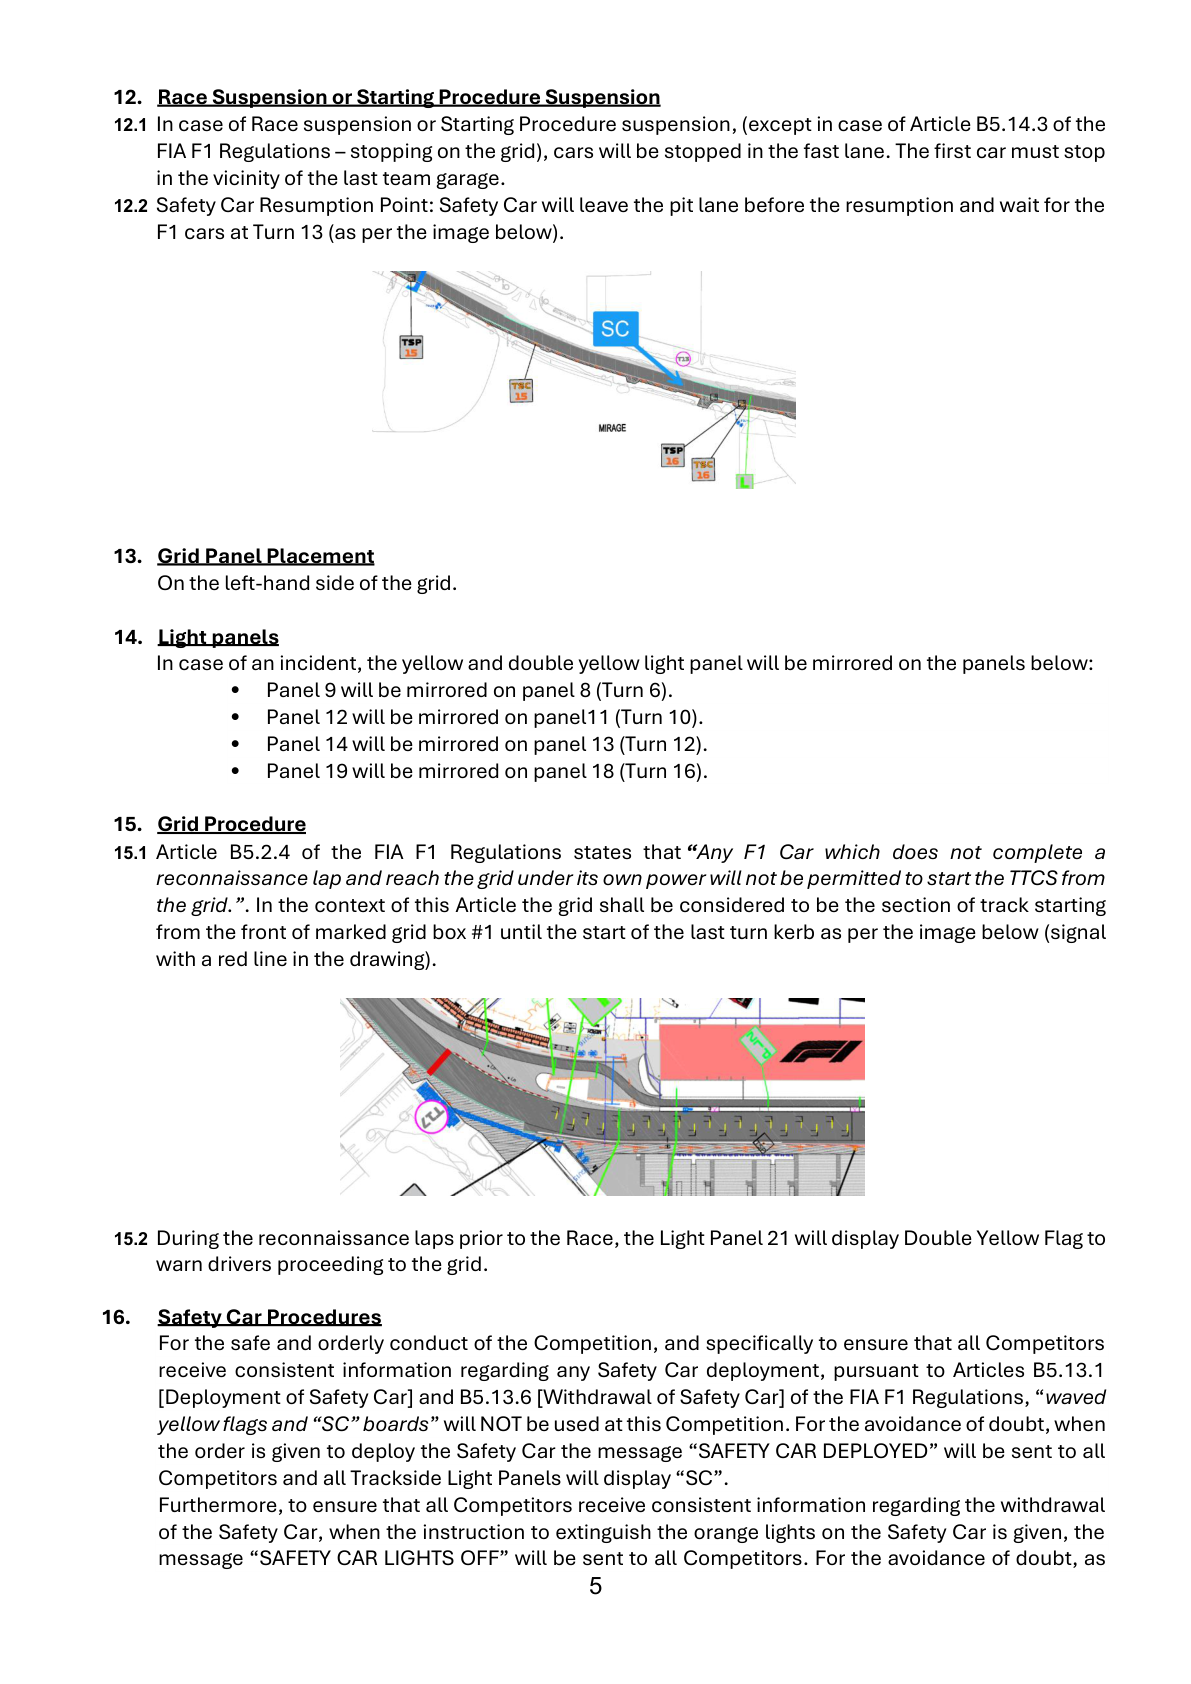 12. Race Suspension or Starting Procedure Suspension
12.1 In case of Race suspension or Starting Procedure suspension, (except in case of Article B5.14.3 of the
FIA F1 Regulations – stopping on the grid), cars will be stopped in the fast lane. The first car must stop
in the vicinity of the last team garage.
12.2 Safety Car Resumption Point: Safety Car will leave the pit lane before the resumption and wait for the
F1 cars at Turn 13 (as per the image below).
SC
TSP
15
T13
TSC
15
MIRAGE
TSP
16
TSC
16
L
13. Grid Panel Placement
On the left-hand side of the grid.
14. Light panels
In case of an incident, the yellow and double yellow light panel will be mirrored on the panels below:
• Panel 9 will be mirrored on panel 8 (Turn 6).
• Panel 12 will be mirrored on panel11 (Turn 10).
• Panel 14 will be mirrored on panel 13 (Turn 12).
• Panel 19 will be mirrored on panel 18 (Turn 16).
15. Grid Procedure
15.1 Article B5.2.4 of the FIA F1 Regulations states that “Any F1 Car which does not complete a
reconnaissance lap and reach the grid under its own power will not be permitted to start the TTCS from
the grid.”. In the context of this Article the grid shall be considered to be the section of track starting
from the front of marked grid box #1 until the start of the last turn kerb as per the image below (signal
with a red line in the drawing).
PLN
F1
T17
15.2 During the reconnaissance laps prior to the Race, the Light Panel 21 will display Double Yellow Flag to
warn drivers proceeding to the grid.
16. Safety Car Procedures
For the safe and orderly conduct of the Competition, and specifically to ensure that all Competitors
receive consistent information regarding any Safety Car deployment, pursuant to Articles B5.13.1
[Deployment of Safety Car] and B5.13.6 [Withdrawal of Safety Car] of the FIA F1 Regulations, “waved
yellow flags and “SC” boards” will NOT be used at this Competition. For the avoidance of doubt, when
the order is given to deploy the Safety Car the message “SAFETY CAR DEPLOYED” will be sent to all
Competitors and all Trackside Light Panels will display “SC”.
Furthermore, to ensure that all Competitors receive consistent information regarding the withdrawal
of the Safety Car, when the instruction to extinguish the orange lights on the Safety Car is given, the
message “SAFETY CAR LIGHTS OFF” will be sent to all Competitors. For the avoidance of doubt, as
5